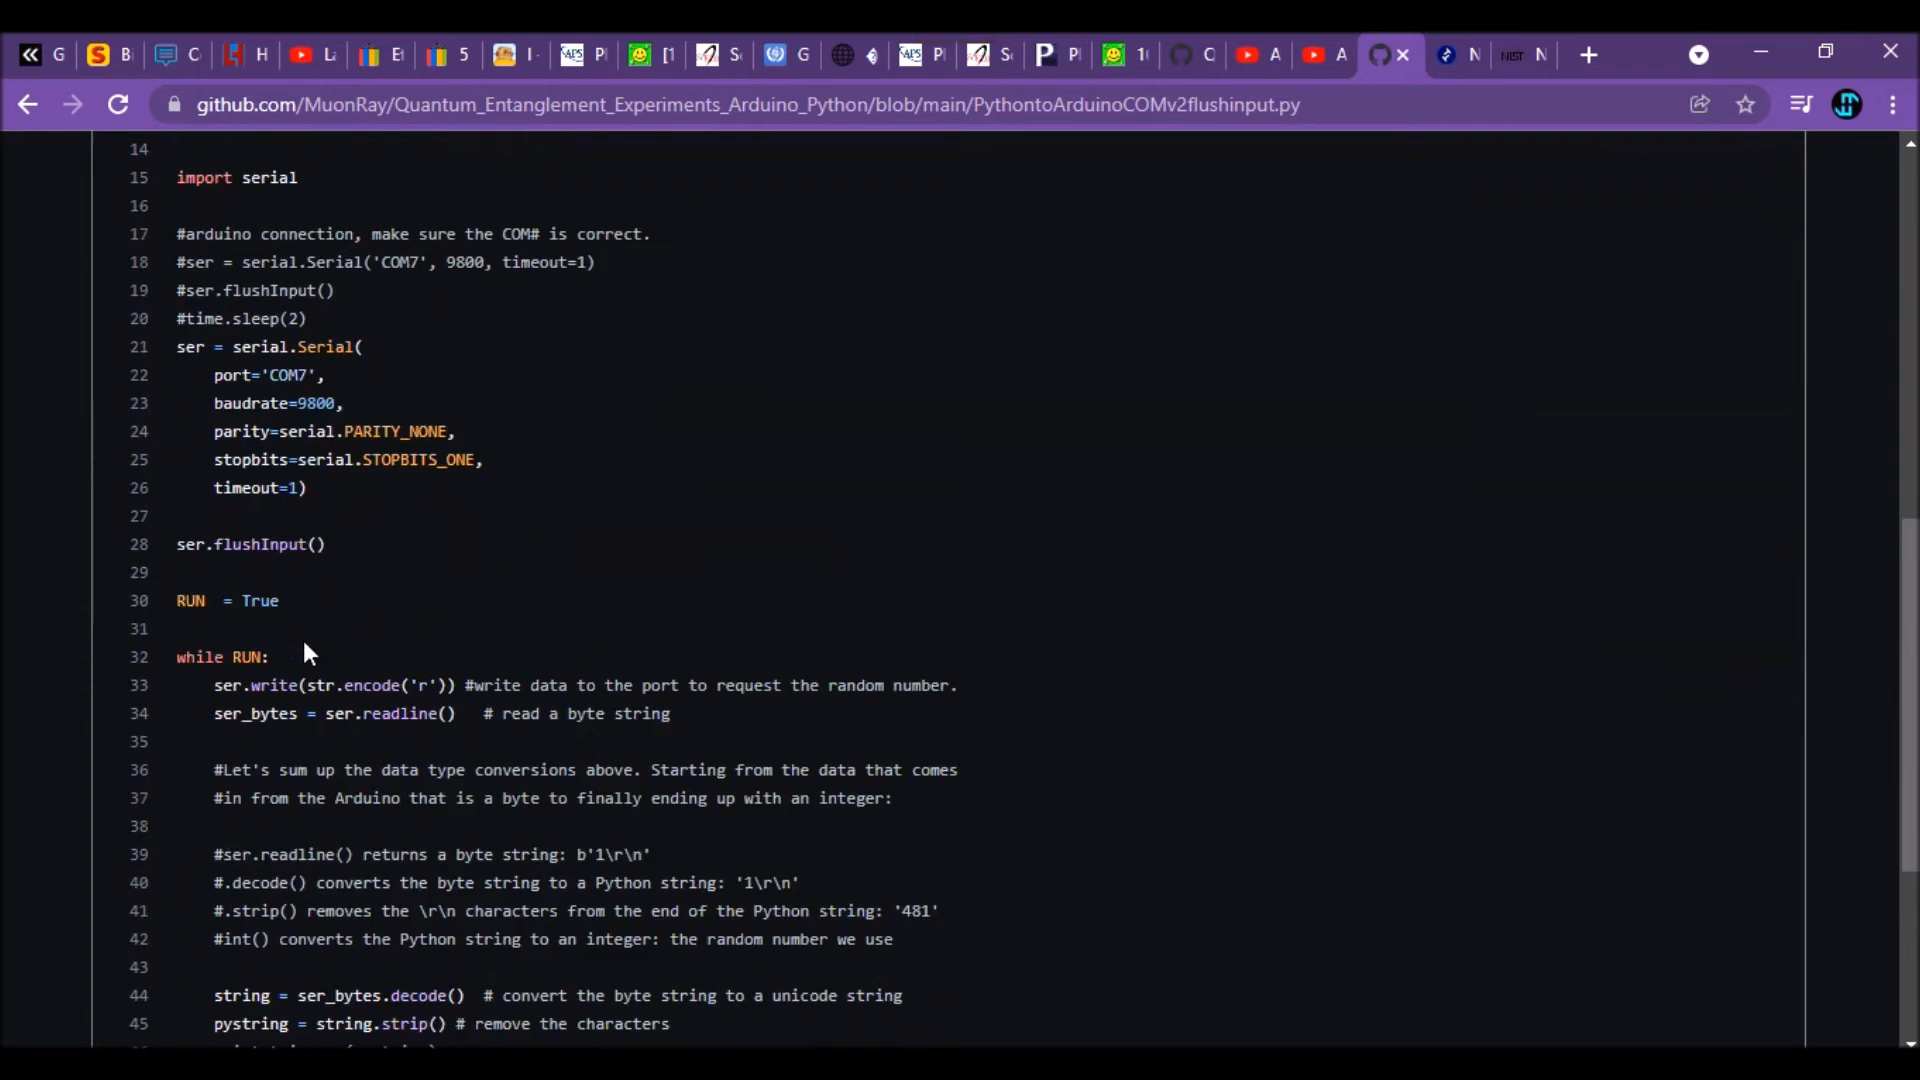 G
B
C
H
L
E
5
I
P
[1
S
G
P
S
P
1(
A
A
N
NIST N
github.com/MuonRay/Quantum_Entanglement_Experiments_Arduino_Python/blob/main/PythontoArduinoCOMv2flushinput.py
14
15 import serial
16
17 #arduino connection, make sure the COM# is correct.
18 #ser = serial.Serial('COM7', 9800, timeout=1)
19 #ser.flushInput()
20 #time.sleep(2)
21 ser = serial.Serial(
22 port='COM7',
23 baudrate=9800,
24 parity=serial.PARITY_NONE,
25 stopbits=serial.STOPBITS_ONE,
26 timeout=1)
27
28 ser.flushInput()
29
30 RUN = True
31
32 while RUN:
33 ser.write(str.encode('r')) #write data to the port to request the random number.
34 ser_bytes = ser.readline() # read a byte string
35
36 #Let's sum up the data type conversions above. Starting from the data that comes
37 #in from the Arduino that is a byte to finally ending up with an integer:
38
39 #ser.readline() returns a byte string: b'1\r\n'
40 #.decode() converts the byte string to a Python string: '1\r\n'
41 #.strip() removes the \r\n characters from the end of the Python string: '481'
42 #int() converts the Python string to an integer: the random number we use
43
44 string = ser_bytes.decode() # convert the byte string to a unicode string
45 pystring = string.strip() # remove the characters